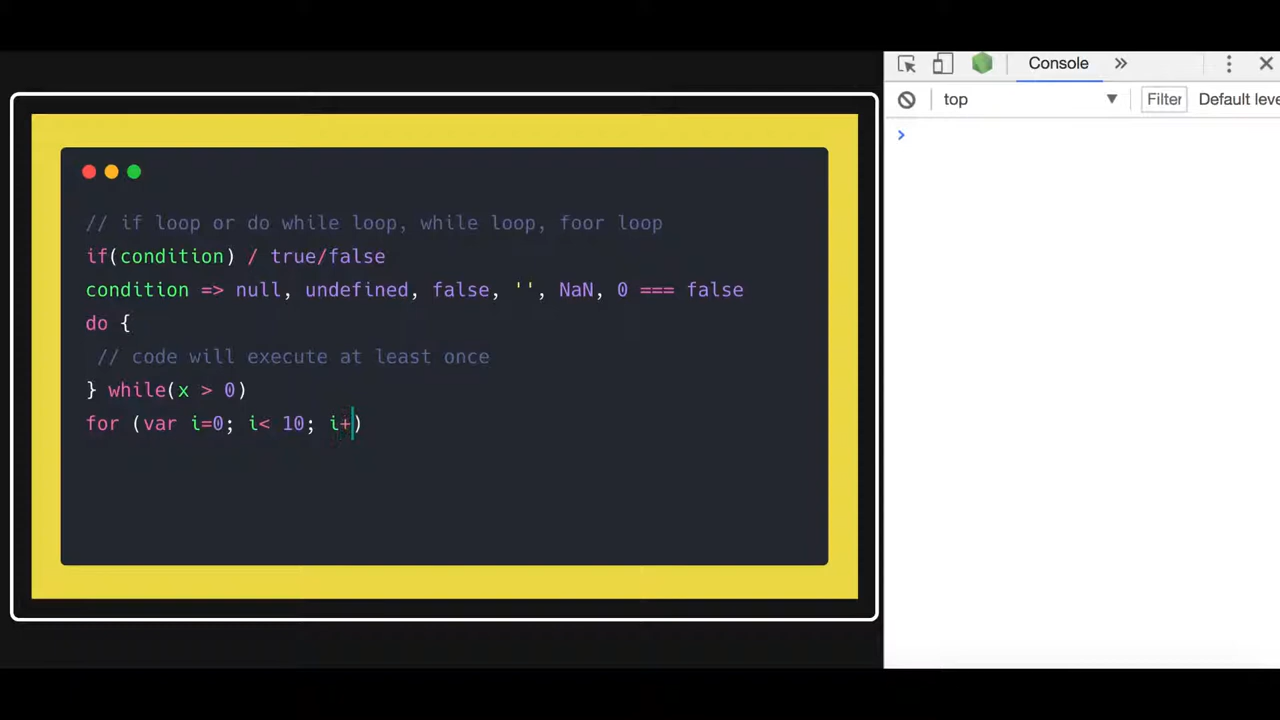 Console »
top ▼ Filter Default leve
>
// if loop or do while loop, while loop, foor loop
if(condition) / true/false
condition => null, undefined, false, '', NaN, 0 === false
do {
// code will execute at least once
} while(x > 0)
for (var i=0; i< 10; i+)